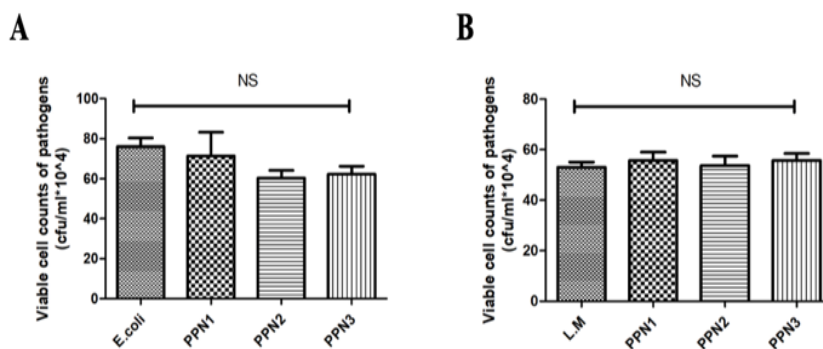 A
NS
Viable cell counts of pathogens
(cfu/ml*10^4)
100
80
60
40
20
0
E.coli
PPN1
PPN2
PPN3
B
NS
Viable cell counts of pathogens
(cfu/ml*10^4)
80
60
40
20
0
L.M
PPN1
PPN2
PPN3